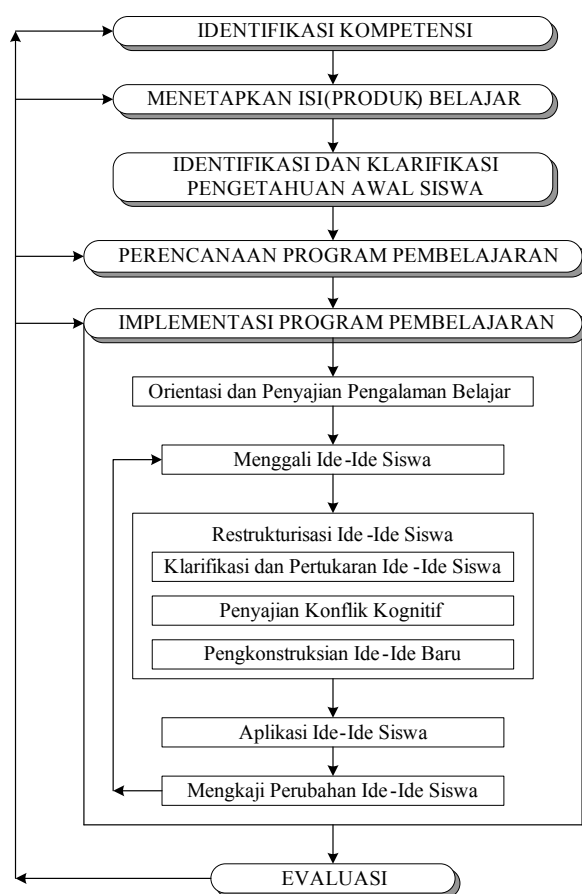 IDENTIFIKASI KOMPETENSI
MENETAPKAN ISI(PRODUK) BELAJAR
IDENTIFIKASI DAN KLARIFIKASI
PENGETAHUAN AWAL SISWA
PERENCANAAN PROGRAM PEMBELAJARAN
IMPLEMENTASI PROGRAM PEMBELAJARAN
Orientasi dan Penyajian Pengalaman Belajar
Menggali Ide-Ide Siswa
Restrukturisasi Ide-Ide Siswa
Klarifikasi dan Pertukaran Ide-Ide Siswa
Penyajian Konflik Kognitif
Pengkonstruksian Ide-Ide Baru
Aplikasi Ide-Ide Siswa
Mengkaji Perubahan Ide-Ide Siswa
EVALUASI